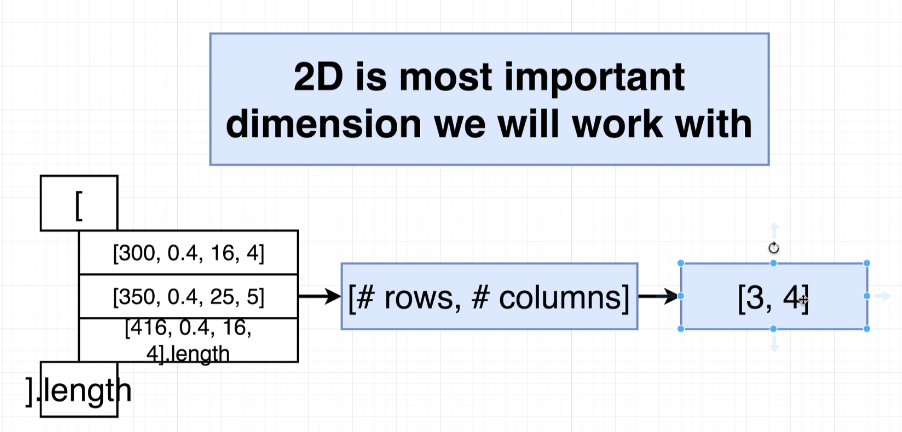 2D is most important
dimension we will work with
[
[300, 0.4, 16, 4]
[350, 0.4, 25, 5]
[# rows, # columns]
[3, 4]
[416, 0.4, 16,
4].length
].length